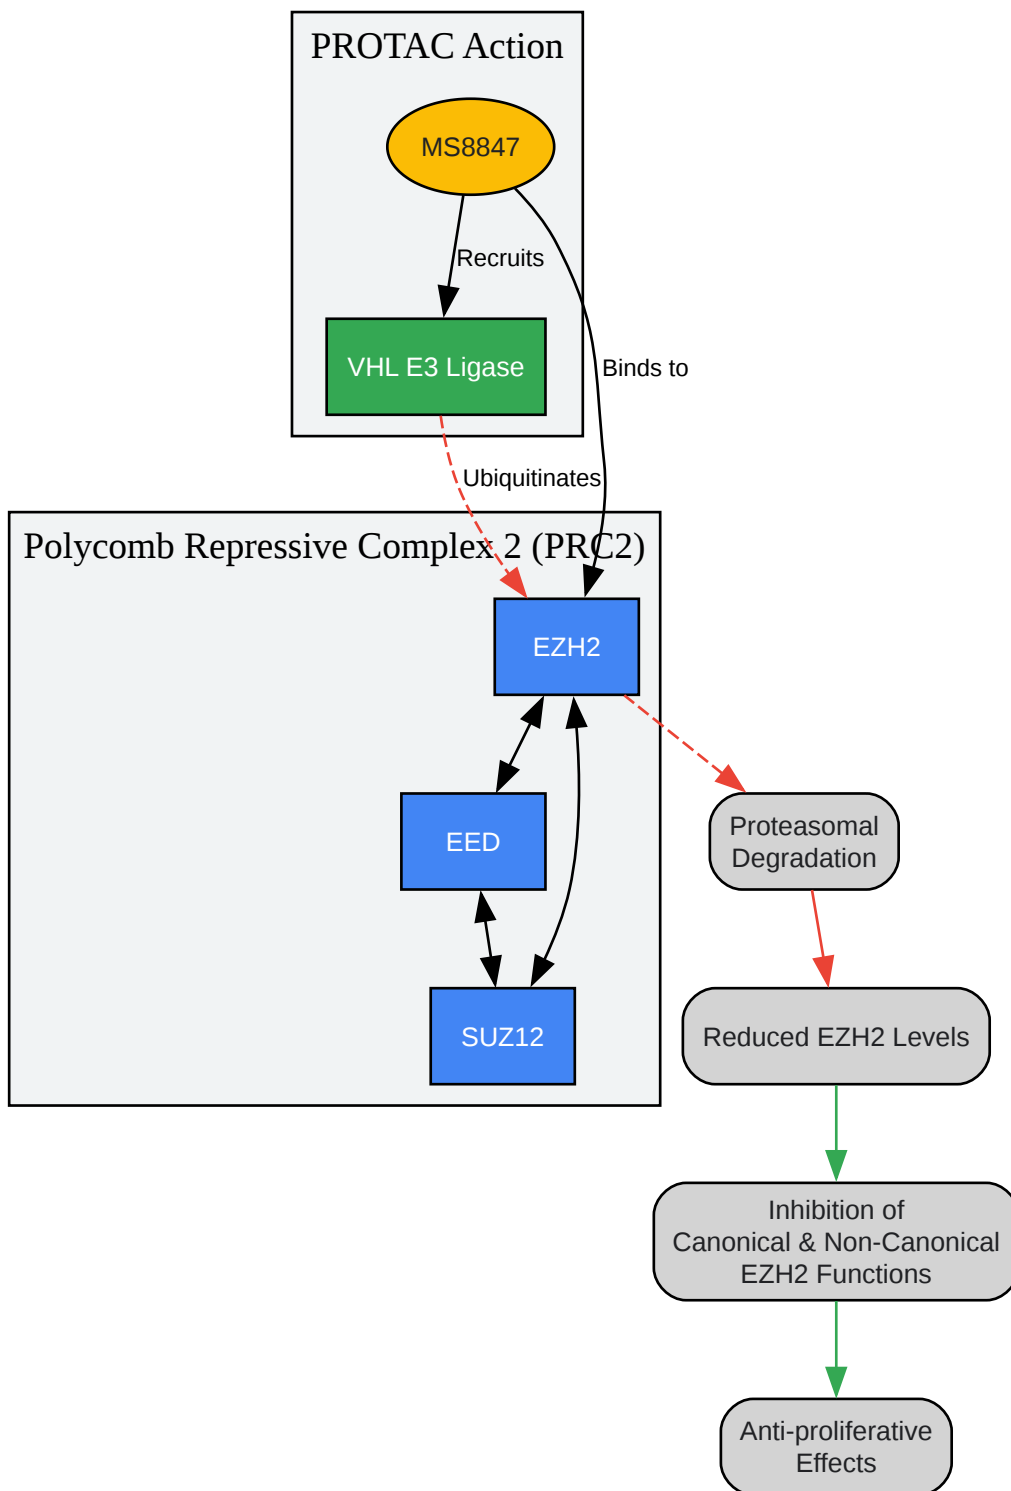 PROTAC Action
MS8847
Recruits
VHL E3 Ligase
Binds to
Ubiquitinates
Polycomb Repressive Complex 2 (PRC2)
EZH2
EED
SUZ12
Proteasomal
Degradation
Reduced EZH2 Levels
Inhibition of
Canonical & Non-Canonical
EZH2 Functions
Anti-proliferative
Effects